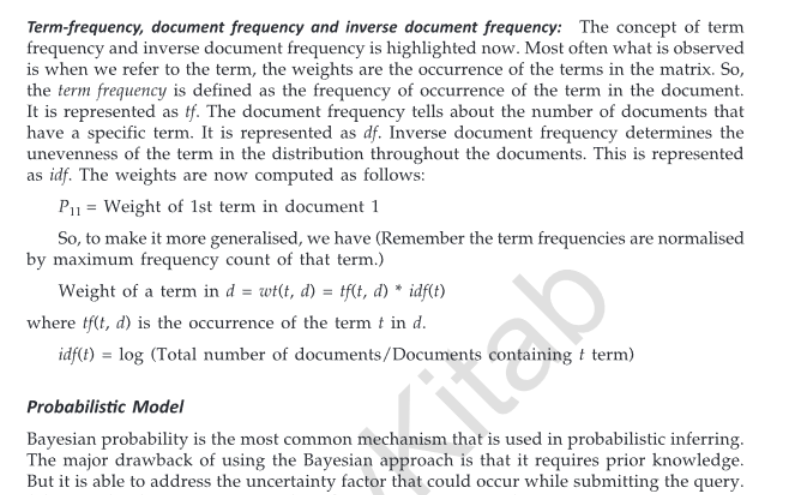 Term-frequency, document frequency and inverse document frequency: The concept of term
frequency and inverse document frequency is highlighted now. Most often what is observed
is when we refer to the term, the weights are the occurrence of the terms in the matrix. So,
the term frequency is defined as the frequency of occurrence of the term in the document.
It is represented as tf. The document frequency tells about the number of documents that
have a specific term. It is represented as df. Inverse document frequency determines the
unevenness of the term in the distribution throughout the documents. This is represented
as idf. The weights are now computed as follows:
P11 = Weight of 1st term in document 1
So, to make it more generalised, we have (Remember the term frequencies are normalised
by maximum frequency count of that term.)
Weight of a term in d = wt(t, d) = tf(t, d) * idf(t)
where tf(t, d) is the occurrence of the term t in d.
idf(t) = log (Total number of documents/Documents containing t term)
Probabilistic Model
Bayesian probability is the most common mechanism that is used in probabilistic inferring.
The major drawback of using the Bayesian approach is that it requires prior knowledge.
But it is able to address the uncertainty factor that could occur while submitting the query.
Kitab